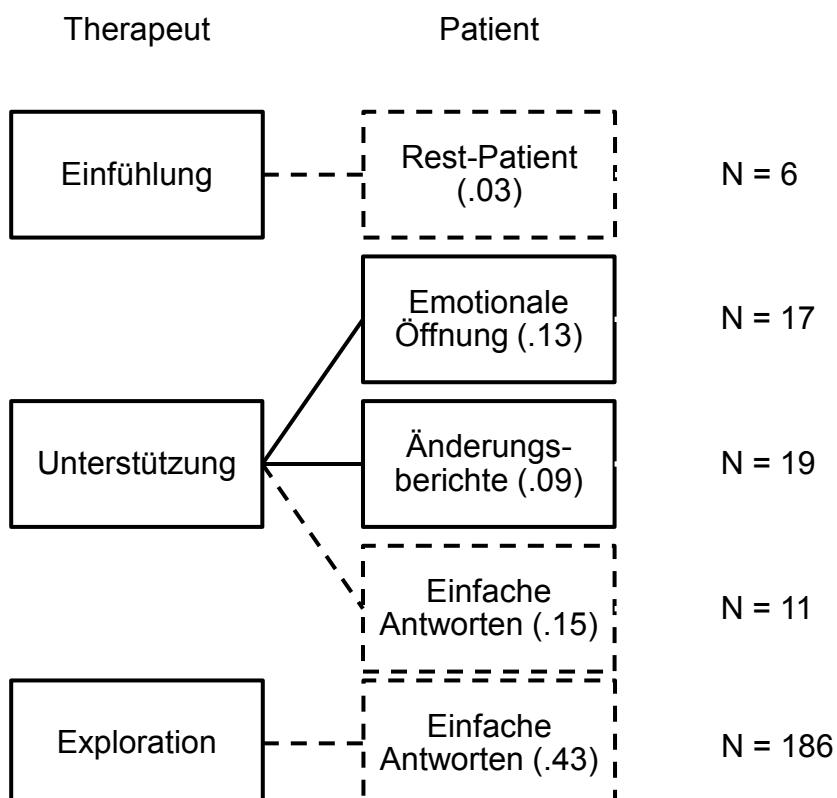 Therapeut Patient
Einfühlung Rest-Patient (.03) N = 6
Emotionale
Öffnung (.13) N = 17
Unterstützung Änderungs-
berichte (.09) N = 19
Einfache
Antworten (.15) N = 11
Exploration Einfache
Antworten (.43) N = 186